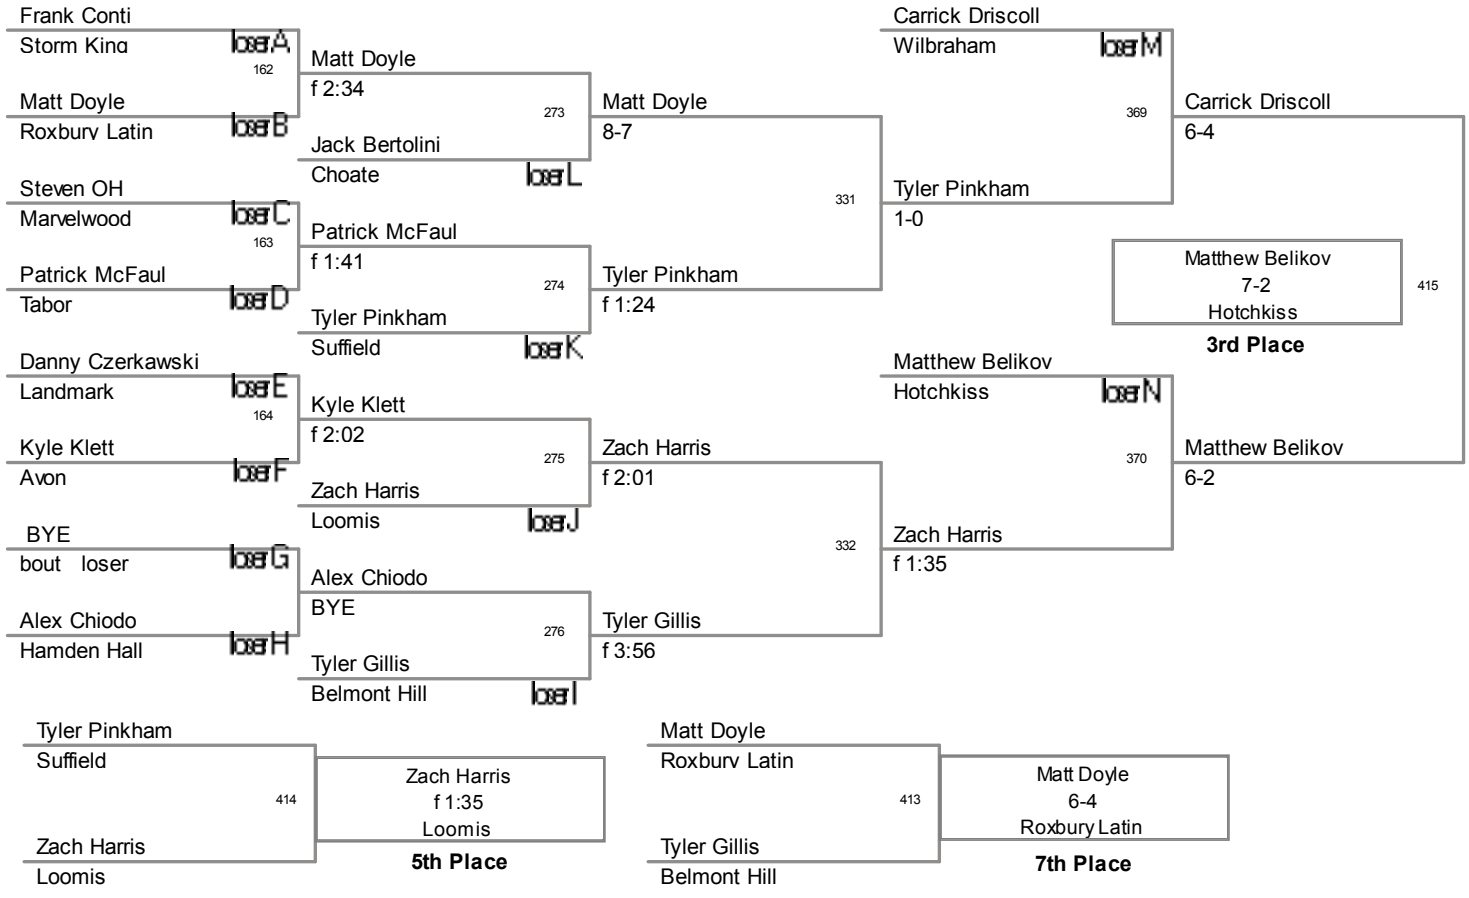 Frank Conti
Storm King
loser A
162
Matt Doyle
Roxbury Latin
loser B
Steven OH
Marvelwood
loser C
163
Patrick McFaul
Tabor
loser D
Danny Czerkawski
Landmark
loser E
164
Kyle Klett
Avon
loser F
BYE
bout loser
loser G
Alex Chiodo
Hamden Hall
loser H
Matt Doyle
f 2:34
273
Jack Bertolini
Choate
loser L
Patrick McFaul
f 1:41
274
Tyler Pinkham
Suffield
loser K
Kyle Klett
f 2:02
275
Zach Harris
Loomis
loser J
Alex Chiodo
BYE
276
Tyler Gillis
Belmont Hill
loser I
Matt Doyle
8-7
331
Tyler Pinkham
f 1:24
Zach Harris
f 2:01
332
Tyler Gillis
f 3:56
Carrick Driscoll
Wilbraham
loser M
369
Tyler Pinkham
1-0
Matthew Belikov
Hotchkiss
loser N
370
Zach Harris
f 1:35
Carrick Driscoll
6-4
Matthew Belikov
7-2
Hotchkiss
415
3rd Place
Matthew Belikov
6-2
Tyler Pinkham
Suffield
414
Zach Harris
Loomis
Zach Harris
f 1:35
Loomis
5th Place
Matt Doyle
Roxbury Latin
413
Tyler Gillis
Belmont Hill
Matt Doyle
6-4
Roxbury Latin
7th Place